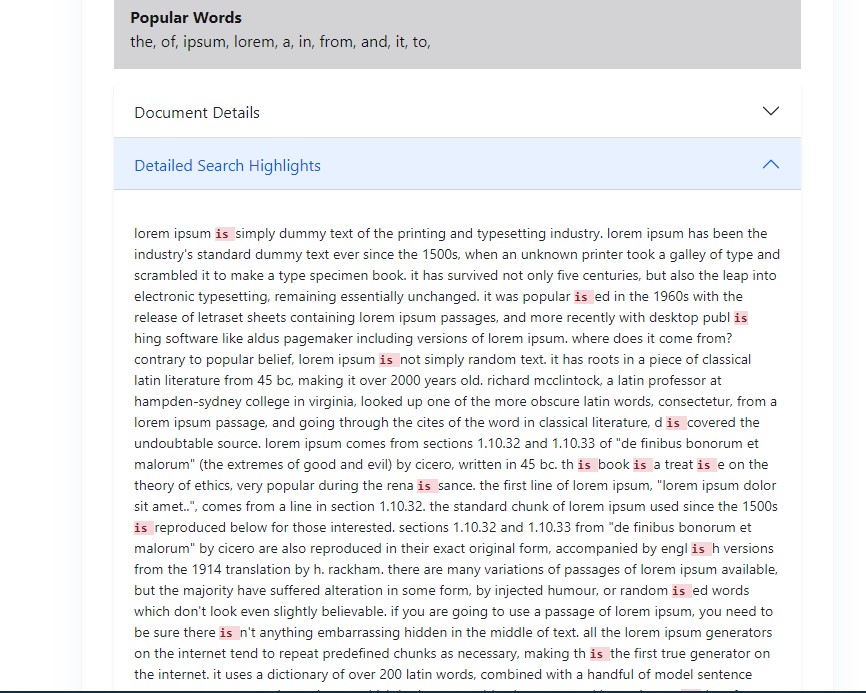 Popular Words
the, of, ipsum, lorem, a, in, from, and, it, to,
Document Details
Detailed Search Highlights
lorem ipsum is simply dummy text of the printing and typesetting industry. lorem ipsum has been the
industry's standard dummy text ever since the 1500s, when an unknown printer took a galley of type and
scrambled it to make a type specimen book. it has survived not only five centuries, but also the leap into
electronic typesetting, remaining essentially unchanged. it was popular is ed in the 1960s with the
release of letraset sheets containing lorem ipsum passages, and more recently with desktop publ is
hing software like aldus pagemaker including versions of lorem ipsum. where does it come from?
contrary to popular belief, lorem ipsum is not simply random text. it has roots in a piece of classical
latin literature from 45 bc, making it over 2000 years old. richard mcclintock, a latin professor at
hampden-sydney college in virginia, looked up one of the more obscure latin words, consectetur, from a
lorem ipsum passage, and going through the cites of the word in classical literature, d is covered the
undoubtable source. lorem ipsum comes from sections 1.10.32 and 1.10.33 of "de finibus bonorum et
malorum" (the extremes of good and evil) by cicero, written in 45 bc. th is book is a treat is e on the
theory of ethics, very popular during the rena is sance. the first line of lorem ipsum, "lorem ipsum dolor
sit amet..", comes from a line in section 1.10.32. the standard chunk of lorem ipsum used since the 1500s
is reproduced below for those interested. sections 1.10.32 and 1.10.33 from "de finibus bonorum et
malorum" by cicero are also reproduced in their exact original form, accompanied by engl is h versions
from the 1914 translation by h. rackham. there are many variations of passages of lorem ipsum available,
but the majority have suffered alteration in some form, by injected humour, or random is ed words
which don't look even slightly believable. if you are going to use a passage of lorem ipsum, you need to
be sure there is n't anything embarrassing hidden in the middle of text. all the lorem ipsum generators
on the internet tend to repeat predefined chunks as necessary, making th is the first true generator on
the internet. it uses a dictionary of over 200 latin words, combined with a handful of model sentence